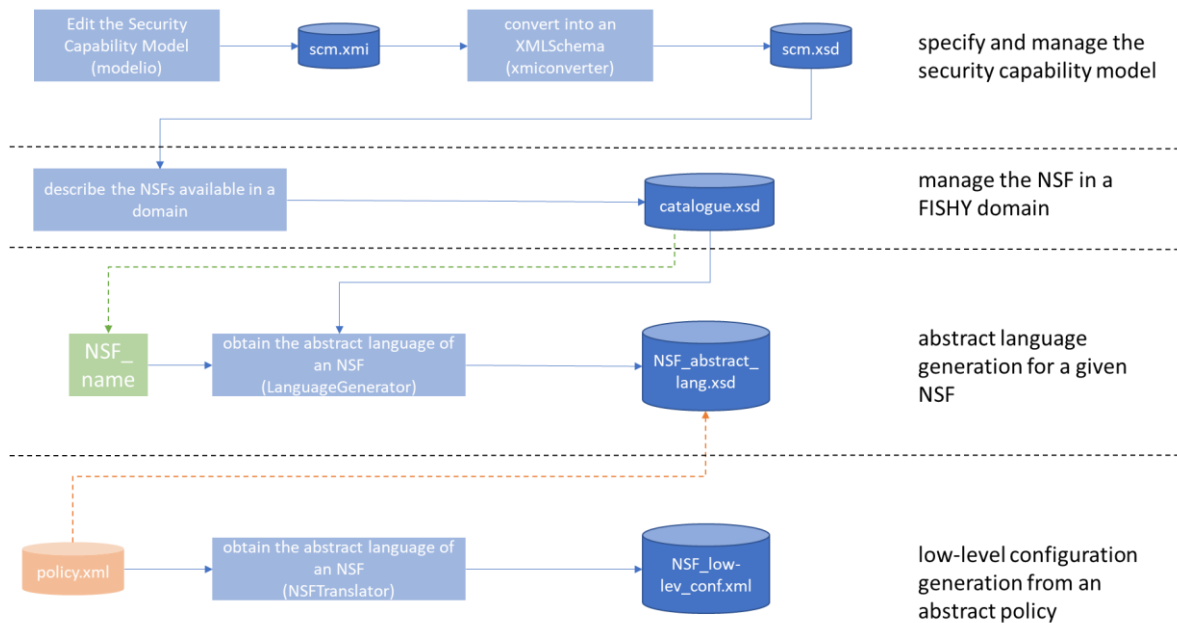 Edit the Security
Capability Model
(modelio)
scm.xmi
convert into an
XMLSchema
(xmiconverter)
scm.xsd
specify and manage the
security capability model
describe the NSFs available in a
domain
catalogue.xsd
manage the NSF in a
FISHY domain
NSF_
name
obtain the abstract language of
an NSF
(LanguageGenerator)
NSF_abstract_
lang.xsd
abstract language
generation for a given
NSF
policy.xml
obtain the abstract language of
an NSF
(NSFTranslator)
NSF_low-
lev_conf.xml
low-level configuration
generation from an
abstract policy